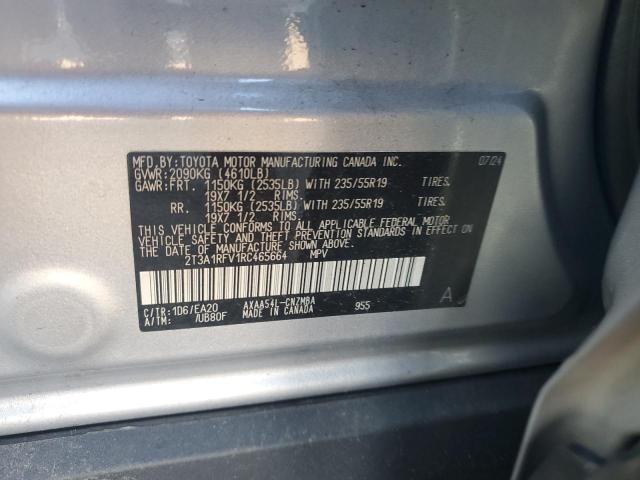 MFD.BY:TOYOTA MOTOR MANUFACTURING CANADA INC. 07/24
GVWR:2090KG (4610LB)
GAWR:FRT. 1150KG (2535LB) WITH 235/55R19 TIRES.
19X7 1/2 RIMS.
RR. 1150KG (2535LB) WITH 235/55R19 TIRES.
19X7 1/2 RIMS.
THIS VEHICLE CONFORMS TO ALL APPLICABLE FEDERAL MOTOR
VEHICLE SAFETY AND BUMPER STANDARDS IN EFFECT ON THE
DATE OF MANUFACTURE SHOWN ABOVE.
2T3A1RFV1RC465664 MPV
C/TR:1D6/EA20 AXAA54L-CNZMBA 955 A
A/TM: /UB80F MADE IN CANADA